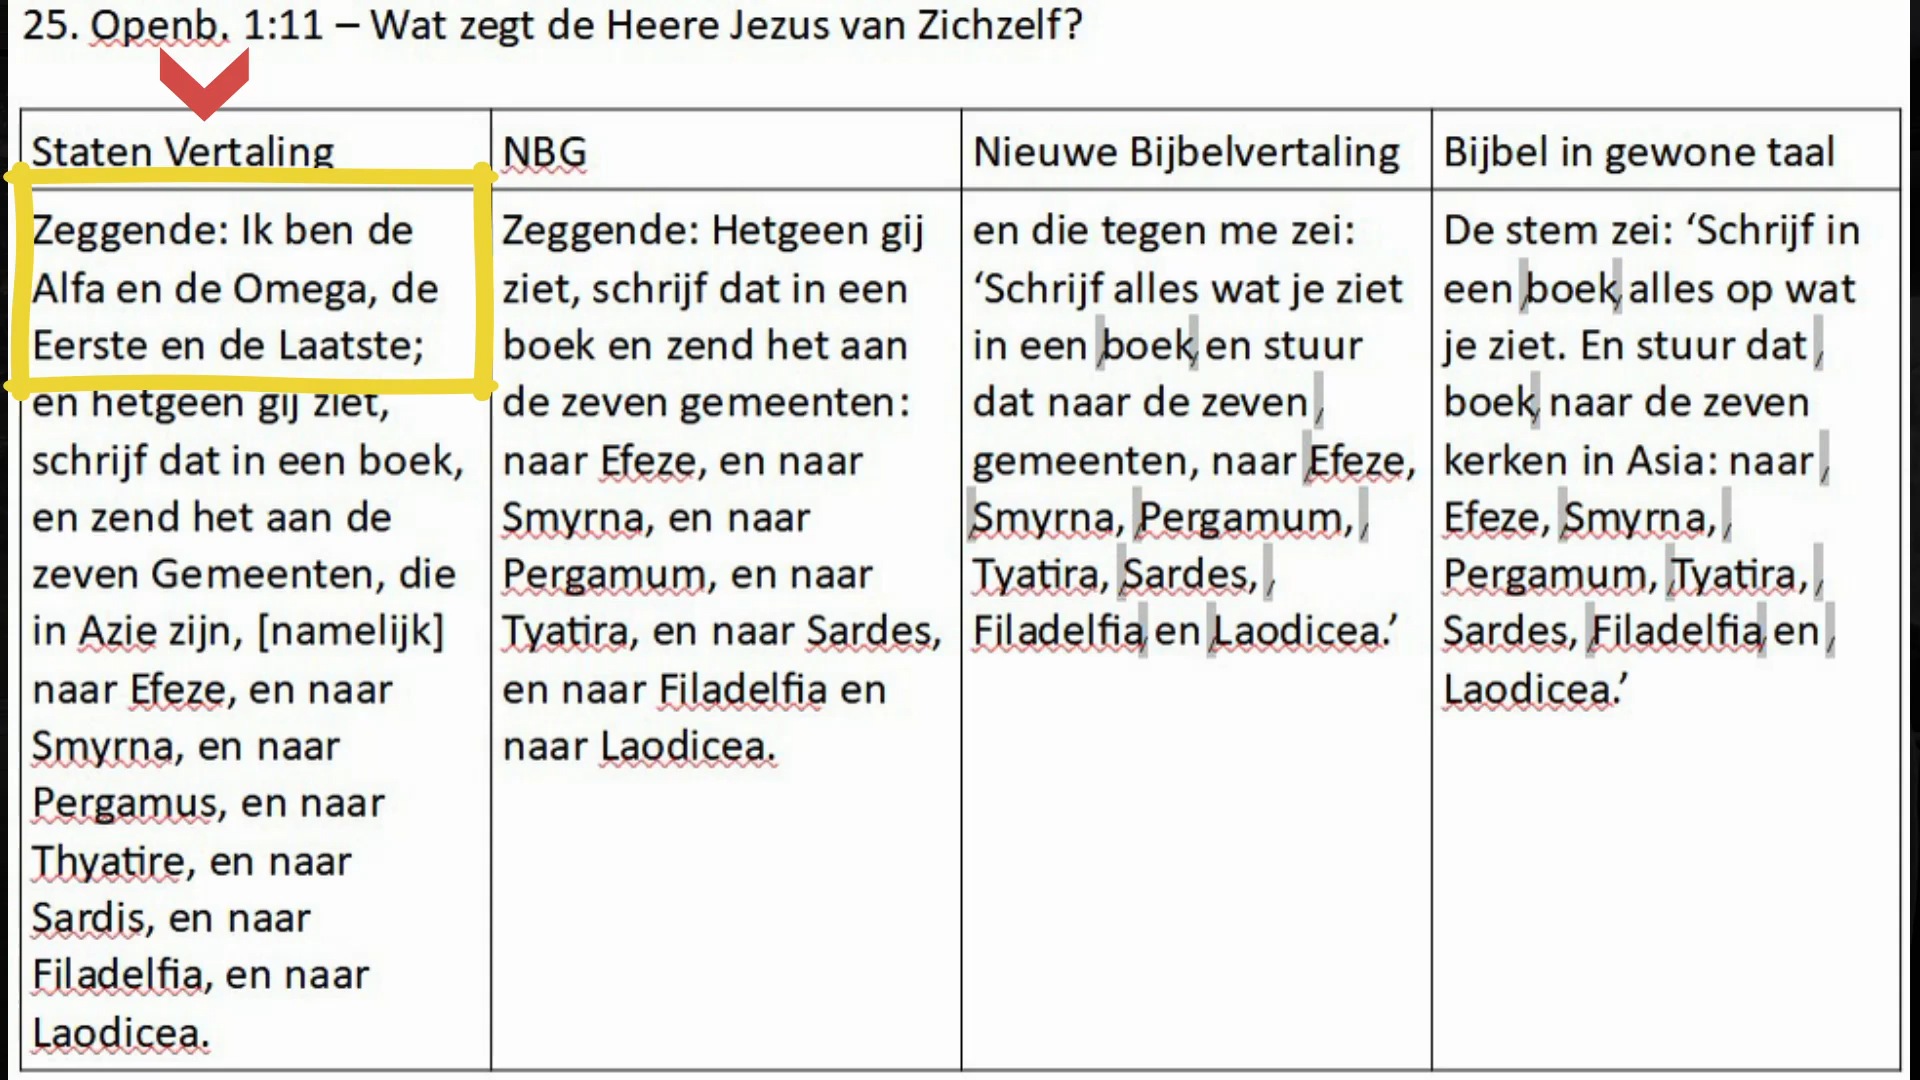 25. Openb. 1:11 – Wat zegt de Heere Jezus van Zichzelf?
Staten Vertaling
Zeggende: Ik ben de
Alfa en de Omega, de
Eerste en de Laatste;
en hetgeen gij ziet,
schrijf dat in een boek,
en zend het aan de
zeven Gemeenten, die
in Azie zijn, [namelijk]
naar Efeze, en naar
Smyrna, en naar
Pergamus, en naar
Thyatire, en naar
Sardis, en naar
Filadelfia, en naar
Laodicea.
NBG
Zeggende: Hetgeen gij
ziet, schrijf dat in een
boek en zend het aan
de zeven gemeenten:
naar Efeze, en naar
Smyrna, en naar
Pergamum, en naar
Tyatira, en naar Sardes,
en naar Filadelfia en
naar Laodicea.
Nieuwe Bijbelvertaling
en die tegen me zei:
‘Schrijf alles wat je ziet
in een boek en stuur
dat naar de zeven
gemeenten, naar Efeze,
Smyrna, Pergamum,
Tyatira, Sardes,
Filadelfia en Laodicea.’
Bijbel in gewone taal
De stem zei: ‘Schrijf in
een boek alles op wat
je ziet. En stuur dat
boek naar de zeven
kerken in Asia: naar
Efeze, Smyrna,
Pergamum, Tyatira,
Sardes, Filadelfia en
Laodicea.’